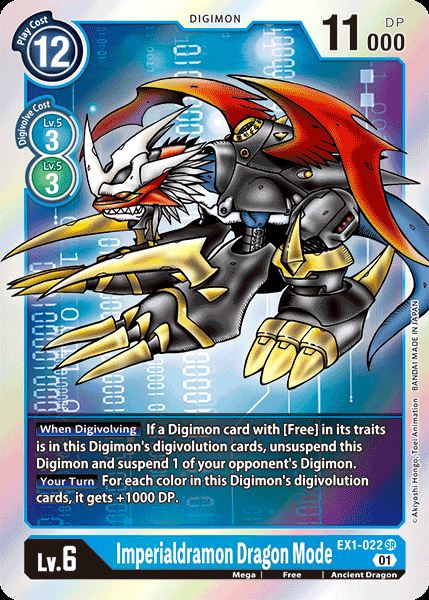 Play Cost
12
DIGIMON
DP
11000
Digivolve Cost
Lv.5
3
Lv.5
3
When Digivolving If a Digimon card with [Free] in its traits
is in this Digimon's digivolution cards, unsuspend this
Digimon and suspend 1 of your opponent's Digimon.
Your Turn For each color in this Digimon's digivolution
cards, it gets +1000 DP.
©Akiyoshi Hongo, Toei Animation BANDAI MADE IN JAPAN
Lv.6
Imperialdramon Dragon Mode
EX1-022 SR
01
Mega
Free
Ancient Dragon